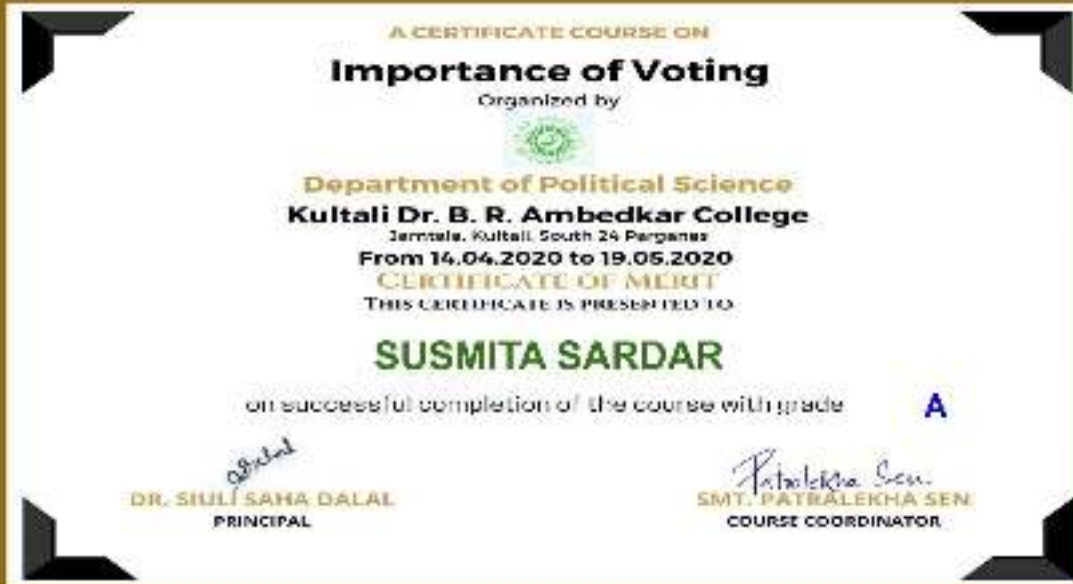 A CERTIFICATE COURSE ON
Importance of Voting
Organized by
Department of Political Science
Kultali Dr. B. R. Ambedkar College
Jamtala, Kultali, South 24 Parganas
From 14.04.2020 to 19.05.2020
CERTIFICATE OF MERIT
THIS CERTIFICATE IS PRESENTED TO
SUSMITA SARDAR
on successful completion of the course with grade A
Patralekha Sen.
DR. SIULI SAHA DALAL
SMT. PATRALEKHA SEN
PRINCIPAL
COURSE COORDINATOR